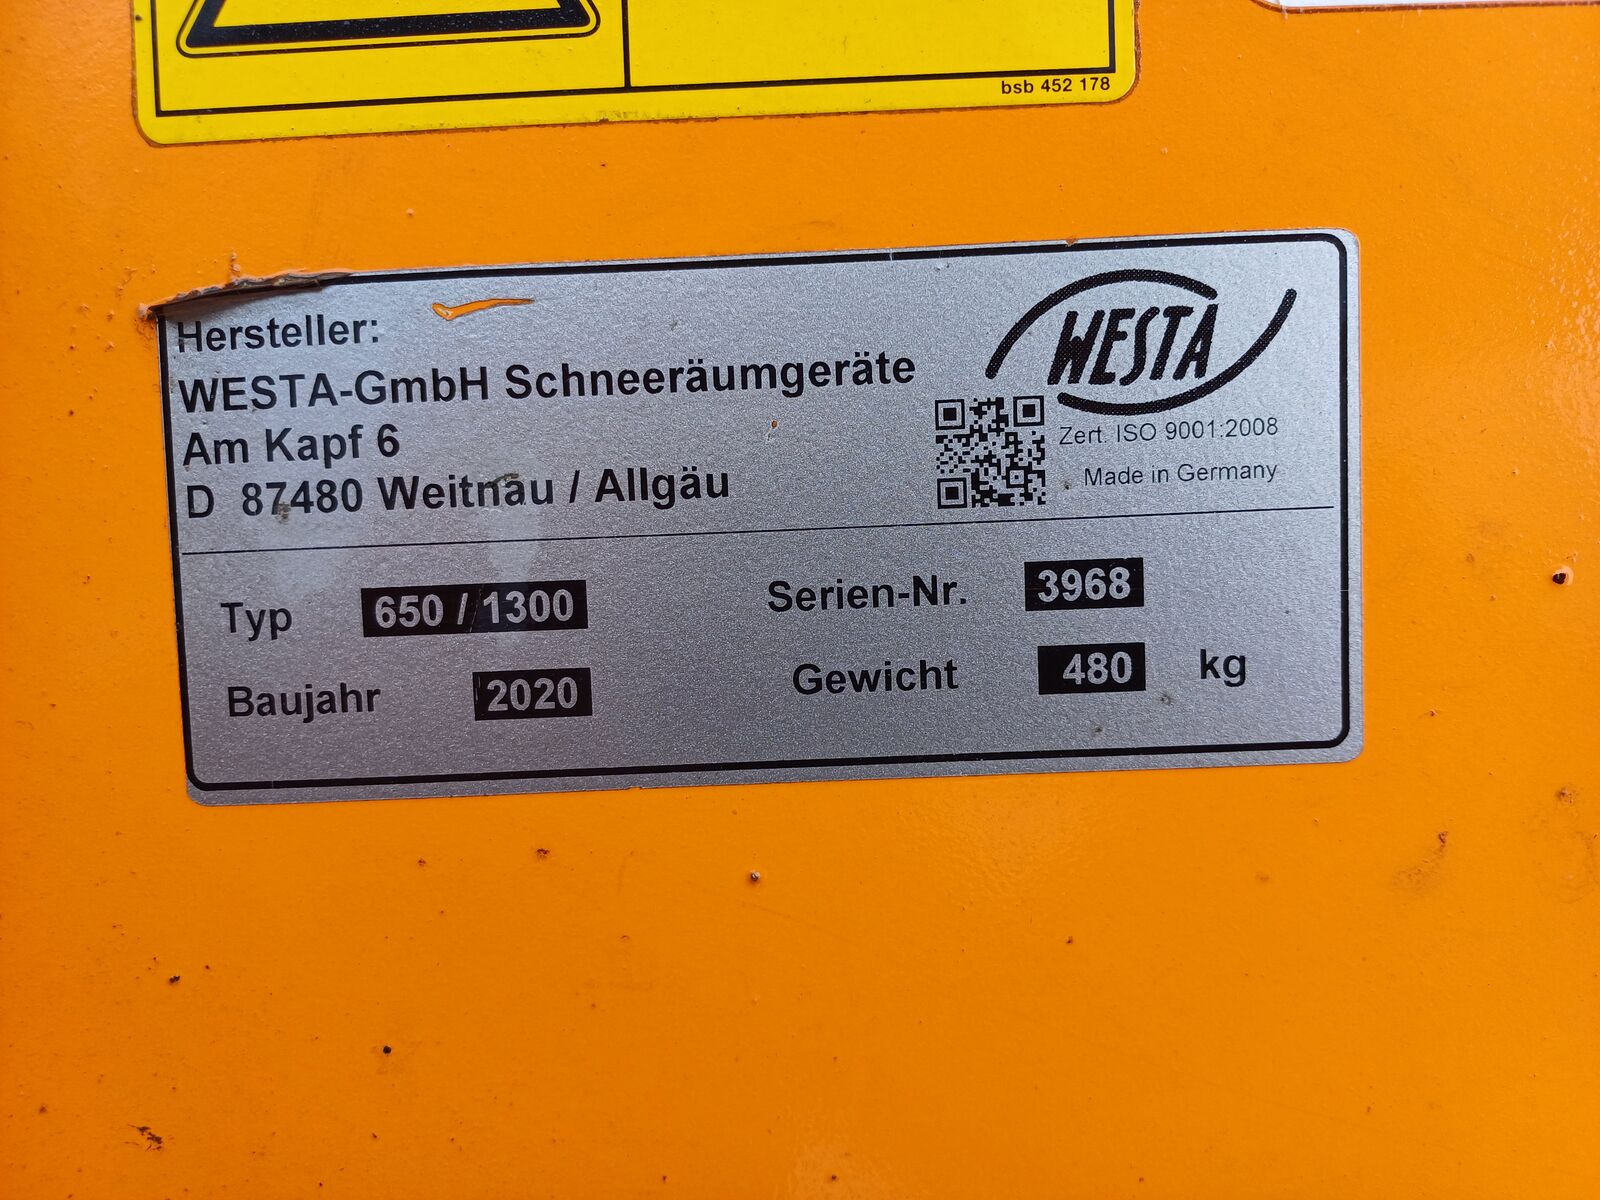 bsb 452 178
Hersteller:
WESTA-GmbH Schneeräumgeräte
Am Kapf 6
D 87480 Weitnau / Allgäu
WESTA
Zert. ISO 9001:2008
Made in Germany
Typ 650 / 1300
Serien-Nr. 3968
Baujahr 2020
Gewicht 480 kg